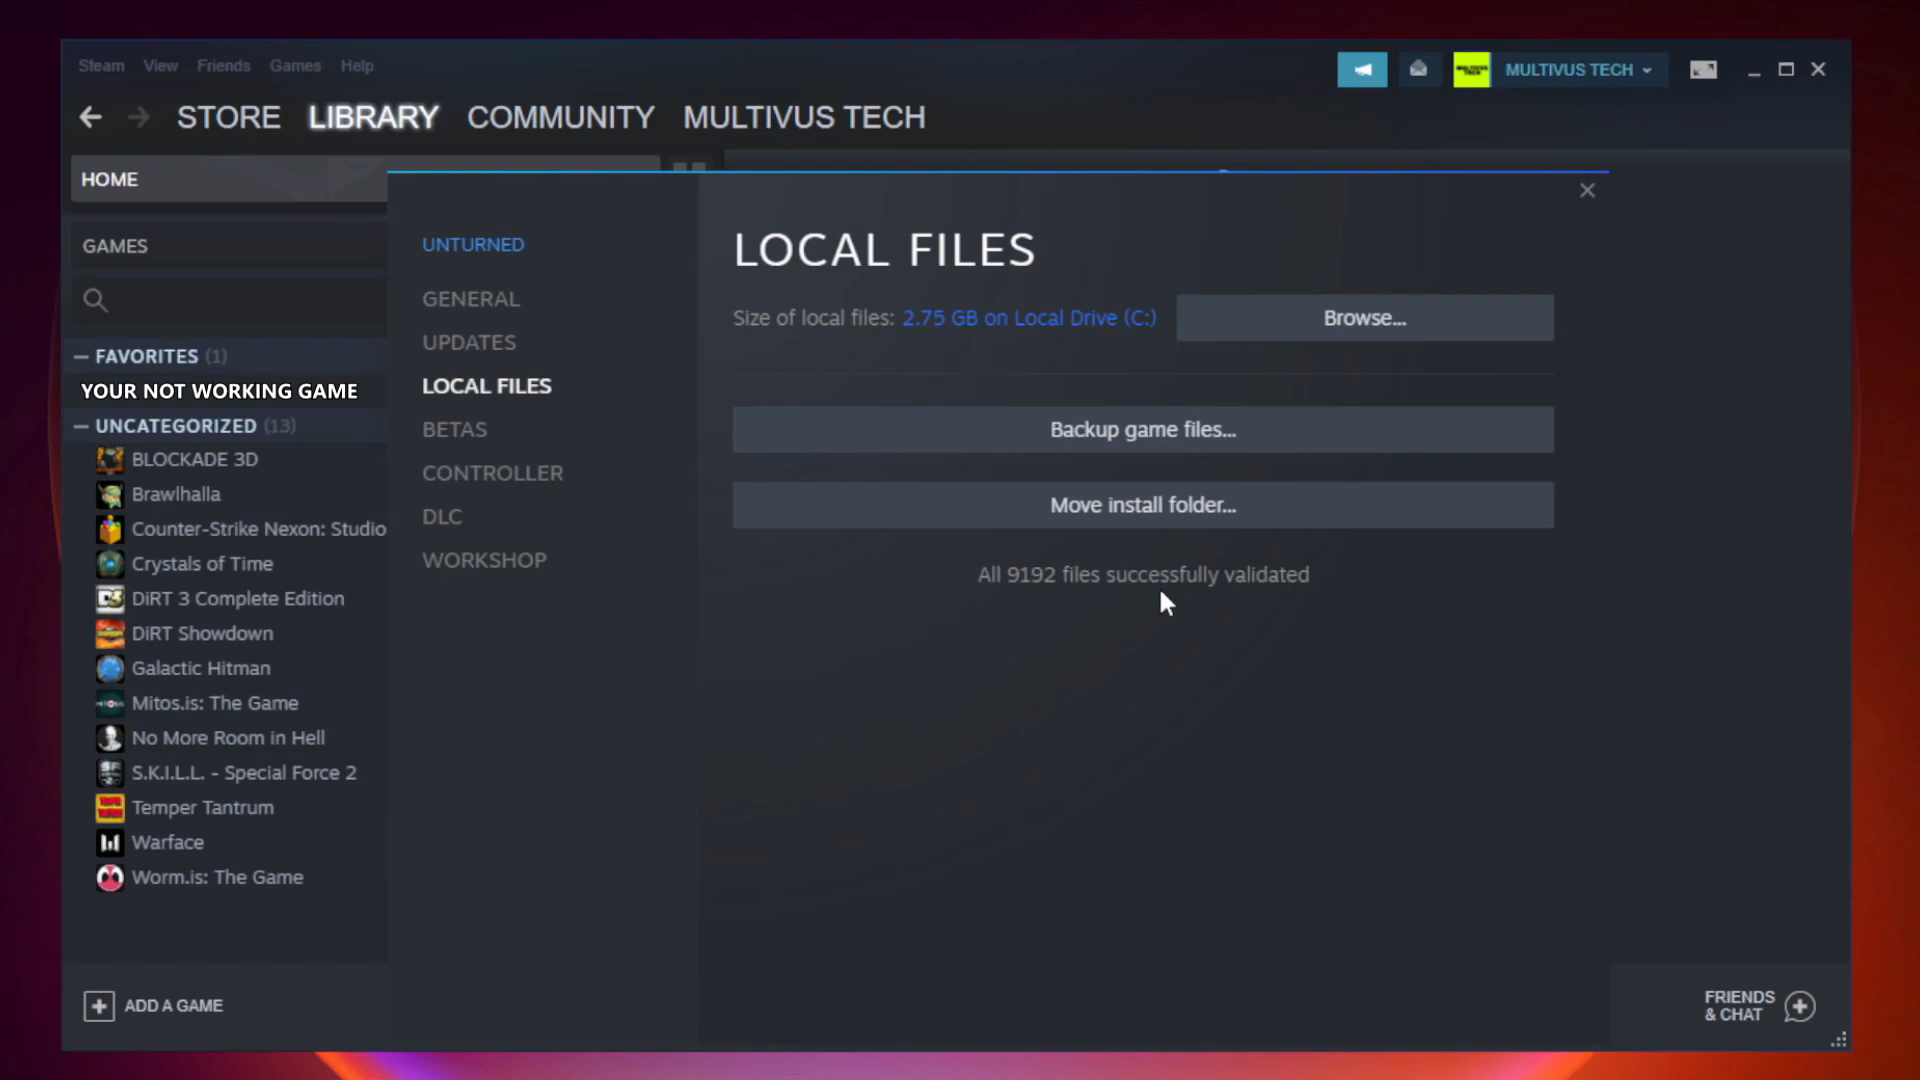 Steam View Friends Games Help
MULTIVUS TECH
STORE LIBRARY COMMUNITY MULTIVUS TECH
HOME
GAMES
— FAVORITES (1)
YOUR NOT WORKING GAME
— UNCATEGORIZED (13)
BLOCKADE 3D
Brawlhalla
Counter-Strike Nexon: Studio
Crystals of Time
DiRT 3 Complete Edition
DiRT Showdown
Galactic Hitman
Mitos.is: The Game
No More Room in Hell
S.K.I.L.L. - Special Force 2
Temper Tantrum
Warface
Worm.is: The Game
ADD A GAME
UNTURNED
GENERAL
UPDATES
LOCAL FILES
BETAS
CONTROLLER
DLC
WORKSHOP
LOCAL FILES
Size of local files: 2.75 GB on Local Drive (C:) Browse...
Backup game files...
Move install folder...
All 9192 files successfully validated
FRIENDS
& CHAT